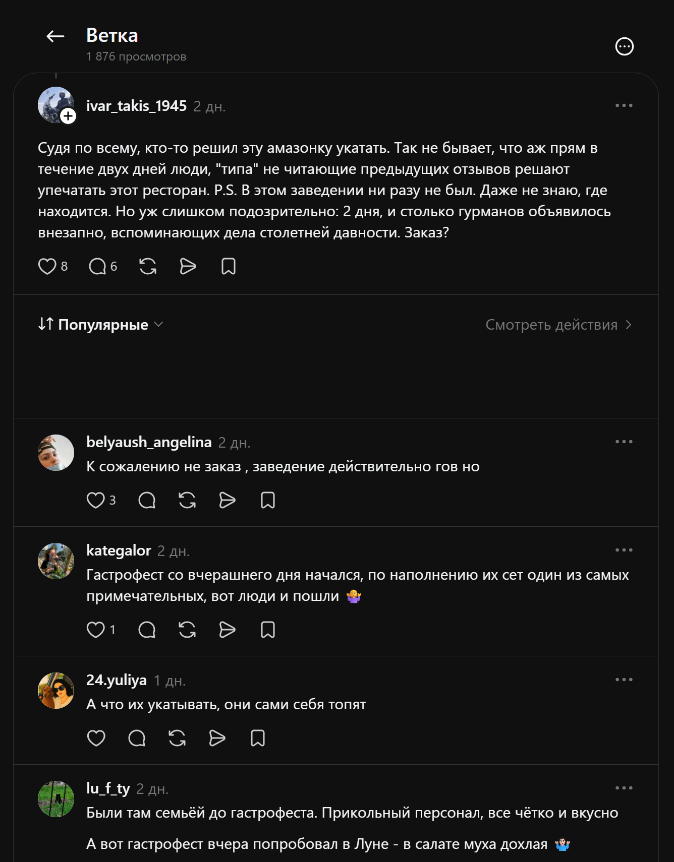 Ветка
1 876 просмотров
ivar_takis_1945 2 дн.
Судя по всему, кто-то решил эту амазонку укатать. Так не бывает, что аж прям в
течение двух дней люди, "типа" не читающие предыдущих отзывов решают
упечатать этот ресторан. P.S. В этом заведении ни разу не был. Даже не знаю, где
находится. Но уж слишком подозрительно: 2 дня, и столько гурманов объявилось
внезапно, вспоминающих дела столетней давности. Заказ?
8 6
Популярные Смотреть действия
belyaush_angelina 2 дн.
К сожалению не заказ , заведение действительно гов но
3
kategalor 2 дн.
Гастрофест со вчерашнего дня начался, по наполнению их сет один из самых
примечательных, вот люди и пошли 🤷‍♀️
1
24.yuliya 1 дн.
А что их укатывать, они сами себя топят
lu_f_ty 2 дн.
Были там семьёй до гастрофеста. Прикольный персонал, все чётко и вкусно
А вот гастрофест вчера попробовал в Луне - в салате муха дохлая 🤷🏻‍♂️